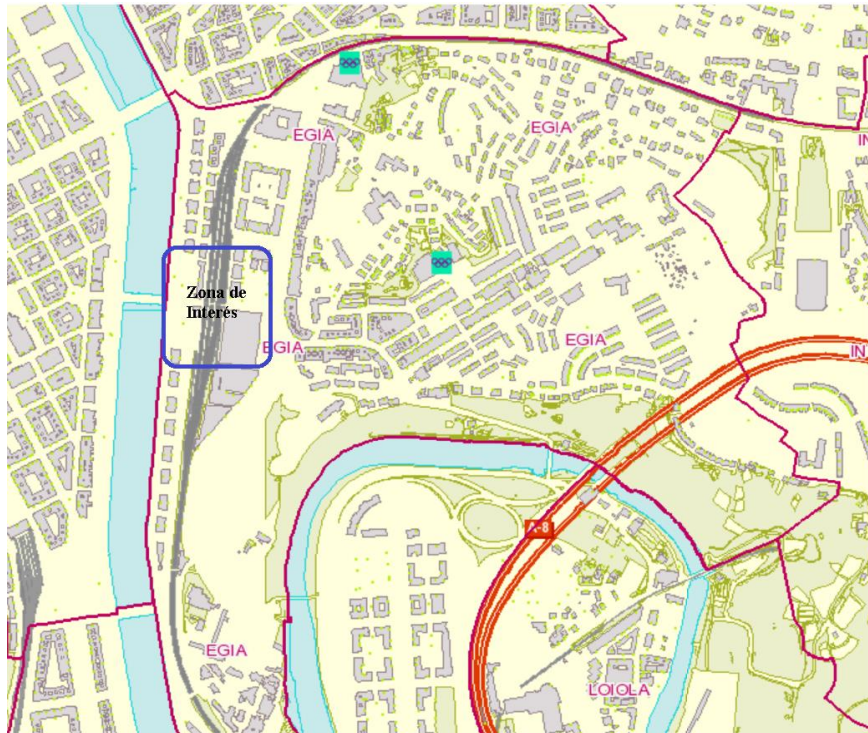 EGIA
EGIA
Zona de
Interés
EGIA
EGIA
IN
IN
A-8
EGIA
LOIOLA